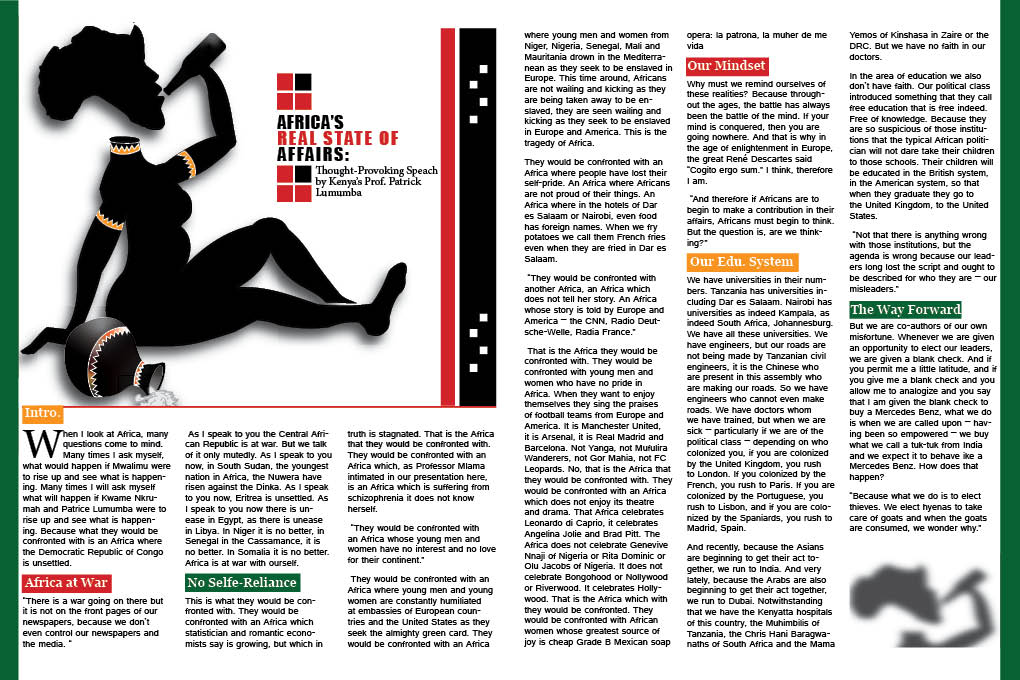 AFRICA'S
REAL STATE OF
AFFAIRS:
Thought-Provoking Speach
by Kenya's Prof. Patrick
Lumumba
Intro.
When I look at Africa, many
questions come to mind.
Many times I ask myself,
what would happen if Mwalimu were
to rise up and see what is happen-
ing. Many times I will ask myself
what will happen if Kwame Nkru-
mah and Patrice Lumumba were to
rise up and see what is happen-
ing. Because what they would be
confronted with is an Africa where
the Democratic Republic of Congo
is unsettled.
Africa at War
“There is a war going on there but
it is not on the front pages of our
newspapers, because we don’t
even control our newspapers and
the media. “
As I speak to you the Central Afri-
can Republic is at war. But we talk
of it only mutedly. As I speak to you
now, in South Sudan, the youngest
nation in Africa, the Nuwera have
risen against the Dinka. As I speak
to you now, Eritrea is unsettled. As
I speak to you now there is un-
ease in Egypt, as there is unease
in Libya. In Niger it is no better, in
Senegal in the Cassamance, it is
no better. In Somalia it is no better.
Africa is at war with ourself.
No Selfe-Reliance
This is what they would be con-
fronted with. They would be
confronted with an Africa which
statistician and romantic econo-
mists say is growing, but which in
truth is stagnated. That is the Africa
that they would be confronted with.
They would be confronted with an
Africa which, as Professor Mlama
intimated in our presentation here,
is an Africa which is suffering from
schizophrenia it does not know
herself.
“They would be confronted with
an Africa whose young men and
women have no interest and no love
for their continent.”
They would be confronted with an
Africa where young men and young
women are constantly humiliated
at embassies of European coun-
tries and the United States as they
seek the almighty green card. They
would be confronted with an Africa
where young men and women from
Niger, Nigeria, Senegal, Mali and
Mauritania drown in the Mediterra-
nean as they seek to be enslaved in
Europe. This time around, Africans
are not wailing and kicking as they
are being taken away to be en-
slaved, they are seen wailing and
kicking as they seek to be enslaved
in Europe and America. This is the
tragedy of Africa.
They would be confronted with an
Africa where people have lost their
self-pride. An Africa where Africans
are not proud of their things. An
Africa where in the hotels of Dar
es Salaam or Nairobi, even food
has foreign names. When we fry
potatoes we call them French fries
even when they are fried in Dar es
Salaam.
“They would be confronted with
another Africa, an Africa which
does not tell her story. An Africa
whose story is told by Europe and
America – the CNN, Radio Deut-
sche-Welle, Radia France.”
That is the Africa they would be
confronted with. They would be
confronted with young men and
women who have no pride in
Africa. When they want to enjoy
themselves they sing the praises
of football teams from Europe and
America. It is Manchester United,
it is Arsenal, it is Real Madrid and
Barcelona. Not Yanga, not Mufulira
Wanderers, not Gor Mahia, not FC
Leopards. No, that is the Africa that
they would be confronted with. They
would be confronted with an Africa
which does not enjoy its theatre
and drama. That Africa celebrates
Leonardo di Caprio, it celebrates
Angelina Jolie and Brad Pitt. The
Africa does not celebrate Genevive
Nnaji of Nigeria or Rita Dominic or
Olu Jacobs of Nigeria. It does not
celebrate Bongohood or Nollywood
or Riverwood. It celebrates Holly-
wood. That is the Africa which with
they would be confronted. They
would be confronted with African
women whose greatest source of
joy is cheap Grade B Mexican soap
opera: la patrona, la muher de me
vida
Our Mindset
Why must we remind ourselves of
these realities? Because through-
out the ages, the battle has always
been the battle of the mind. If your
mind is conquered, then you are
going nowhere. And that is why in
the age of enlightenment in Europe,
the great René Descartes said
“Cogito ergo sum.” I think, therefore
I am.
“And therefore if Africans are to
begin to make a contribution in their
affairs, Africans must begin to think.
But the question is, are we think-
ing?”
Our Edu. System
We have universities in their num-
bers. Tanzania has universities in-
cluding Dar es Salaam. Nairobi has
universities as indeed Kampala, as
indeed South Africa, Johannesburg.
We have all these universities. We
have engineers, but our roads are
not being made by Tanzanian civil
engineers, it is the Chinese who
are present in this assembly who
are making our roads. So we have
engineers who cannot even make
roads. We have doctors whom
we have trained, but when we are
sick – particularly if we are of the
political class – depending on who
colonized you, if you are colonized
by the United Kingdom, you rush
to London. If you colonized by the
French, you rush to Paris. If you are
colonized by the Portuguese, you
rush to Lisbon, and if you are colo-
nized by the Spaniards, you rush to
Madrid, Spain.
And recently, because the Asians
are beginning to get their act to-
gether, we run to India. And very
lately, because the Arabs are also
beginning to get their act together,
we run to Dubai. Notwithstanding
that we have the Kenyatta hospitals
of this country, the Muhimbilis of
Tanzania, the Chris Hani Baragwa-
naths of South Africa and the Mama
Yemos of Kinshasa in Zaire or the
DRC. But we have no faith in our
doctors.
In the area of education we also
don’t have faith. Our political class
introduced something that they call
free education that is free indeed.
Free of knowledge. Because they
are so suspicious of those institu-
tions that the typical African politi-
cian will not dare take their children
to those schools. Their children will
be educated in the British system,
in the American system, so that
when they graduate they go to
the United Kingdom, to the United
States.
“Not that there is anything wrong
with those institutions, but the
agenda is wrong because our lead-
ers long lost the script and ought to
be described for who they are – our
misleaders.”
The Way Forward
But we are co-authors of our own
misfortune. Whenever we are given
an opportunity to elect our leaders,
we are given a blank check. And if
you permit me a little latitude, and if
you give me a blank check and you
allow me to analogize and you say
that I am given the blank check to
buy a Mercedes Benz, what we do
is when we are called upon – hav-
ing been so empowered – we buy
what we call a tuk-tuk from India
and we expect it to behave ike a
Mercedes Benz. How does that
happen?
“Because what we do is to elect
thieves. We elect hyenas to take
care of goats and when the goats
are consumed, we wonder why.”